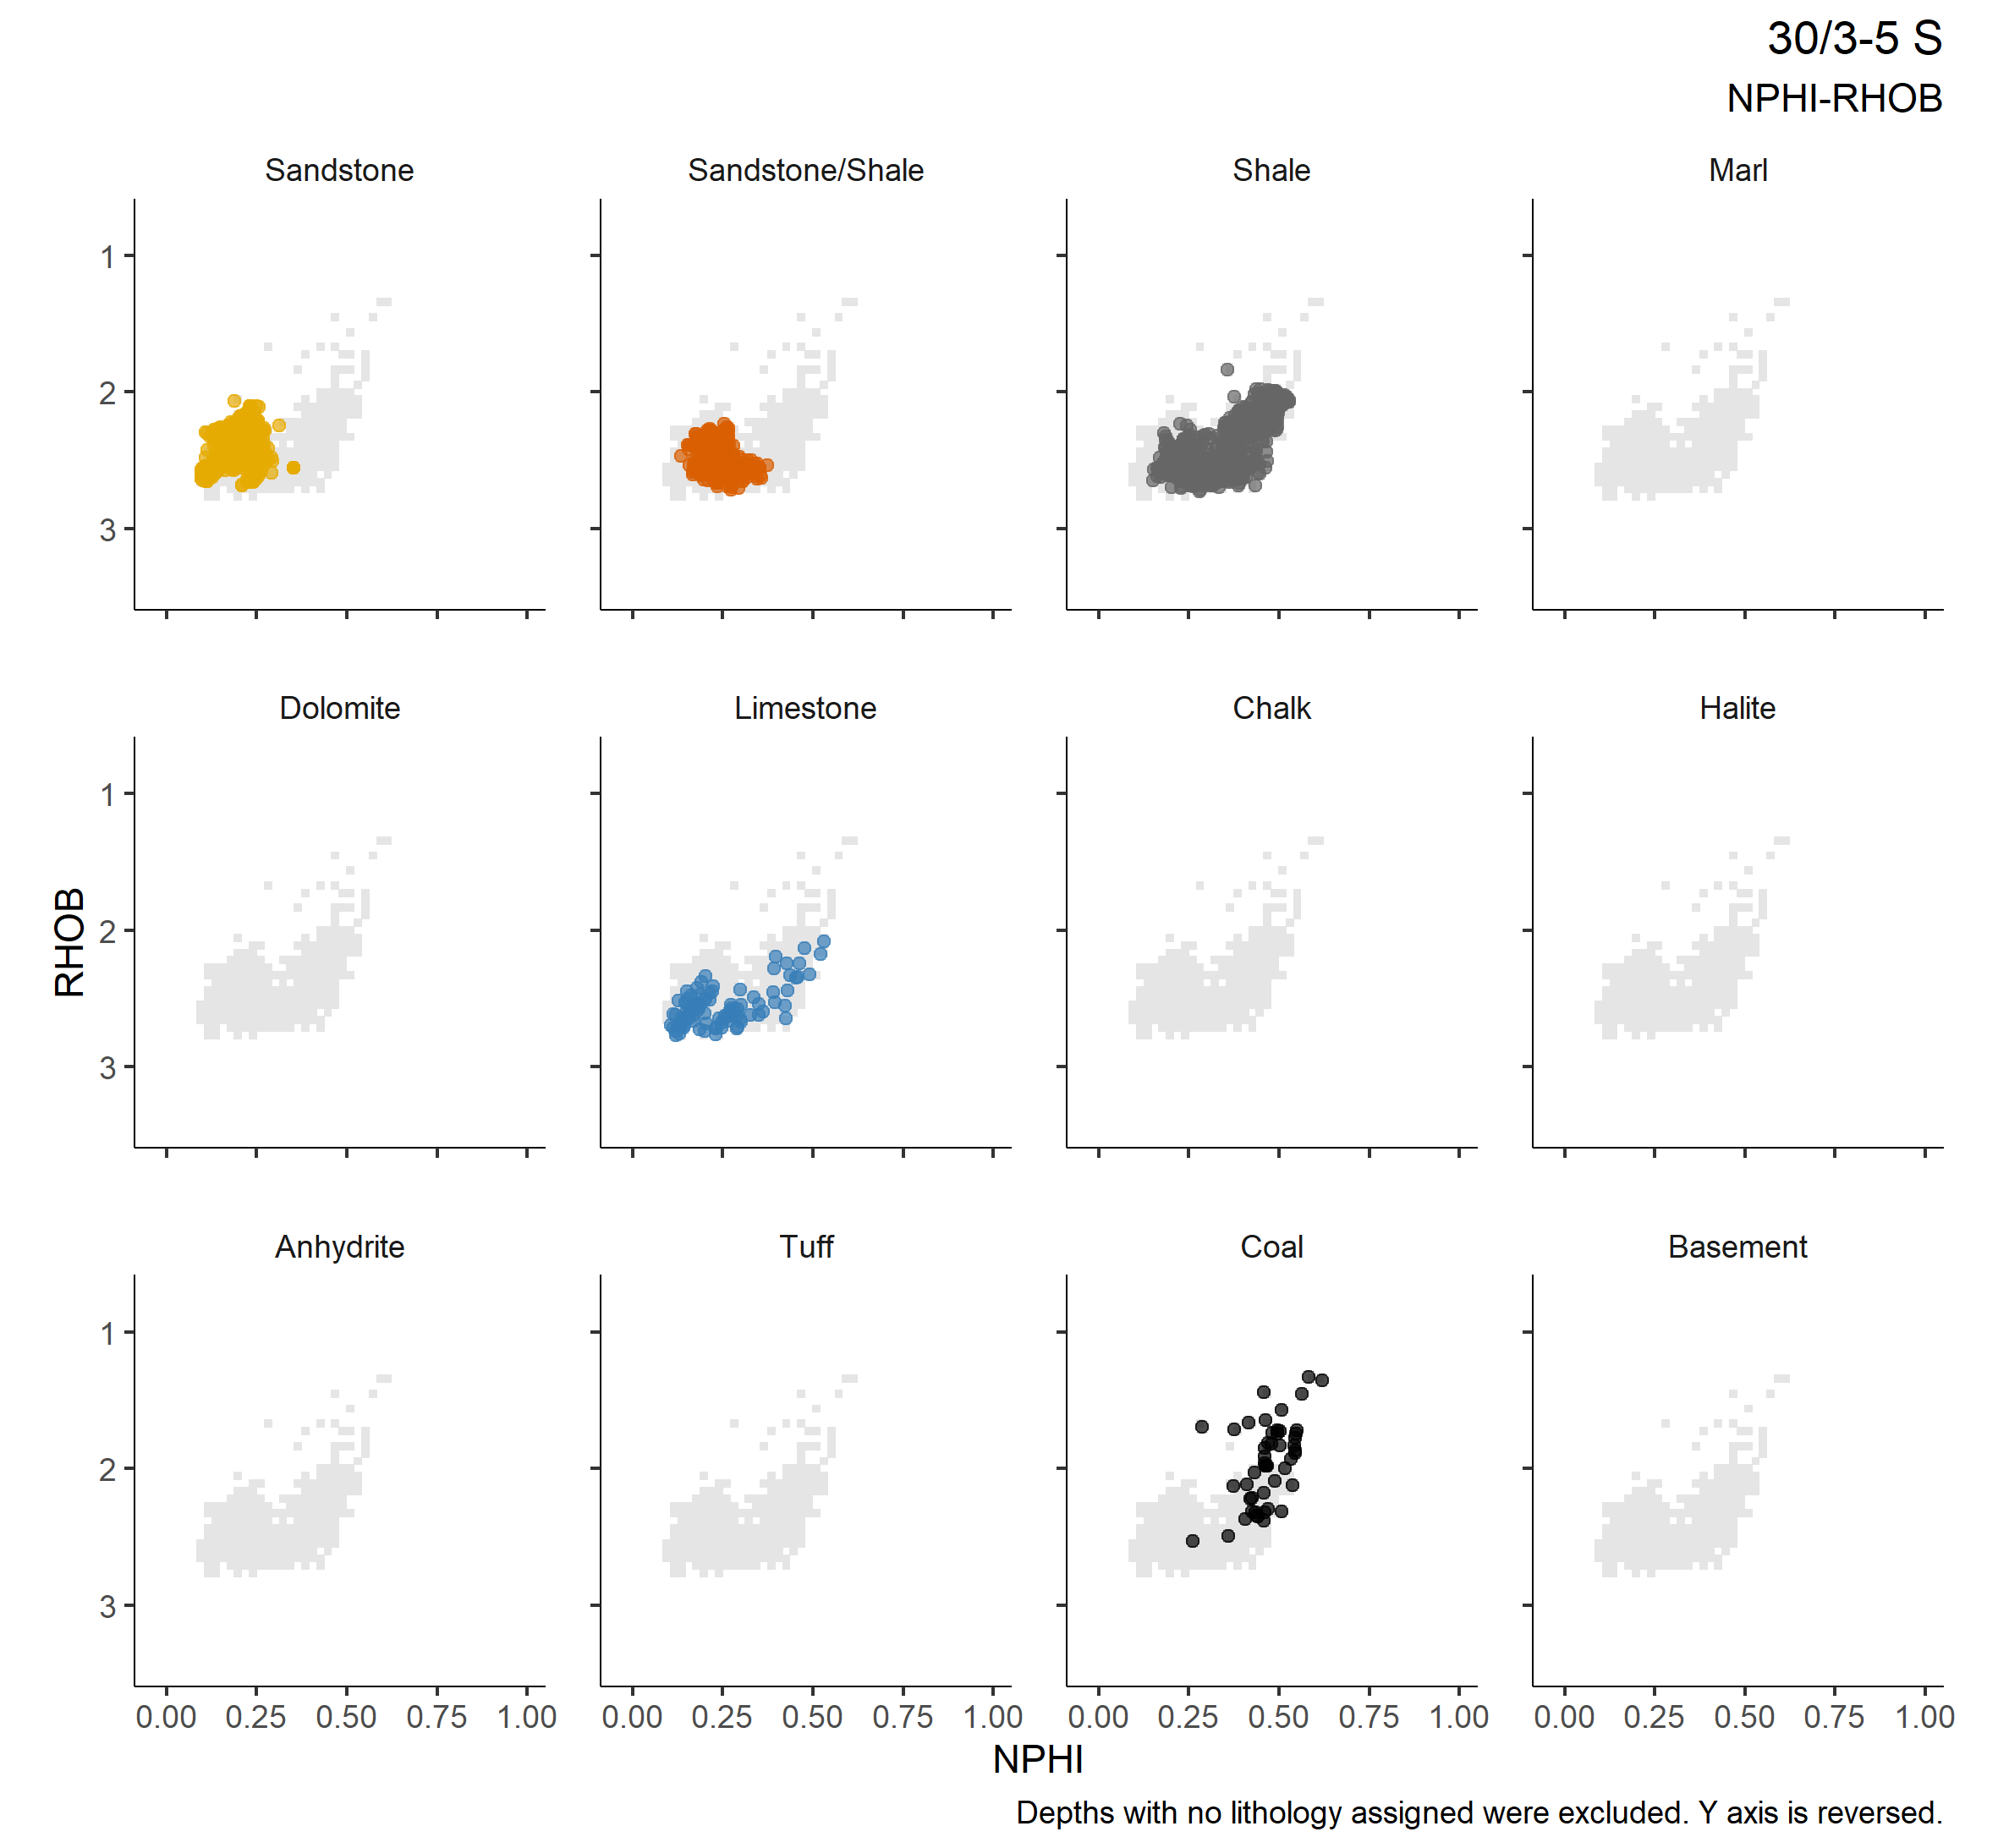 30/3-5 S
NPHI-RHOB
Sandstone
Sandstone/Shale
Shale
Marl
1
2
3
Dolomite
Limestone
Chalk
Halite
1
2
3
Anhydrite
Tuff
Coal
Basement
1
2
3
RHOB
0.00 0.25 0.50 0.75 1.00
0.00 0.25 0.50 0.75 1.00
0.00 0.25 0.50 0.75 1.00
0.00 0.25 0.50 0.75 1.00
NPHI
Depths with no lithology assigned were excluded. Y axis is reversed.